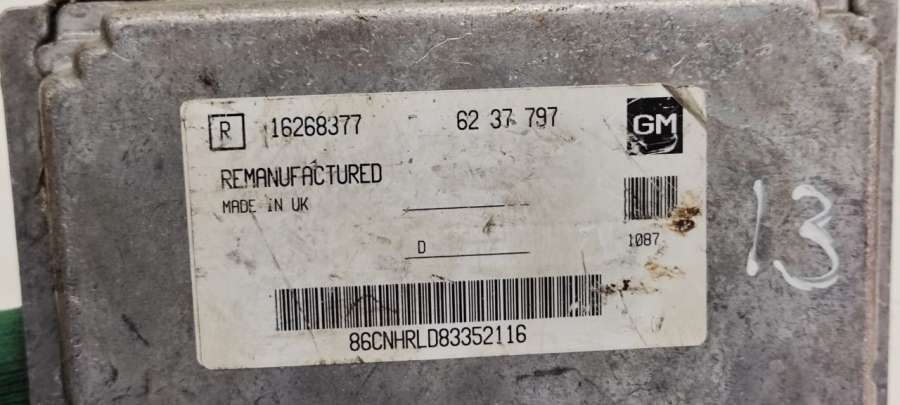 R 16268377 62 37 797 GM
REMANUFACTURED
MADE IN UK
D
1087
86CNHRLD83352116
13